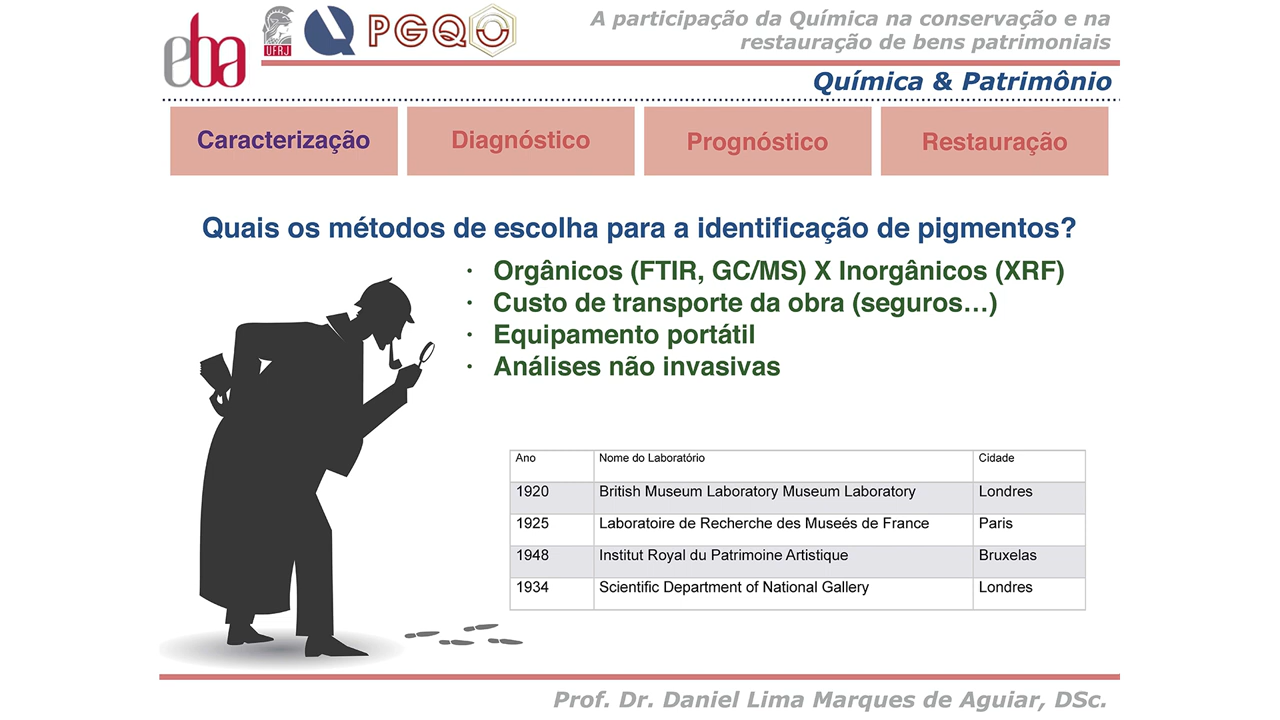 eba
UFRJ
PGQ
A participação da Química na conservação e na
restauração de bens patrimoniais
Química & Patrimônio
Caracterização
Diagnóstico
Prognóstico
Restauração
Quais os métodos de escolha para a identificação de pigmentos?
· Orgânicos (FTIR, GC/MS) X Inorgânicos (XRF)
· Custo de transporte da obra (seguros…)
· Equipamento portátil
· Análises não invasivas
Ano Nome do Laboratório Cidade
1920 British Museum Laboratory Museum Laboratory Londres
1925 Laboratoire de Recherche des Museés de France Paris
1948 Institut Royal du Patrimoine Artistique Bruxelas
1934 Scientific Department of National Gallery Londres
Prof. Dr. Daniel Lima Marques de Aguiar, DSc.